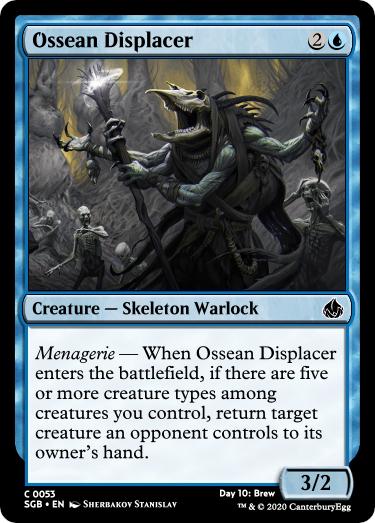 Ossean Displacer 2
Creature — Skeleton Warlock
Menagerie — When Ossean Displacer
enters the battlefield, if there are five
or more creature types among
creatures you control, return target
creature an opponent controls to its
owner's hand.
3/2
C 0053
SGB • EN Sherbakov Stanislav
Day 10: Brew
™ & © 2020 CanterburyEgg